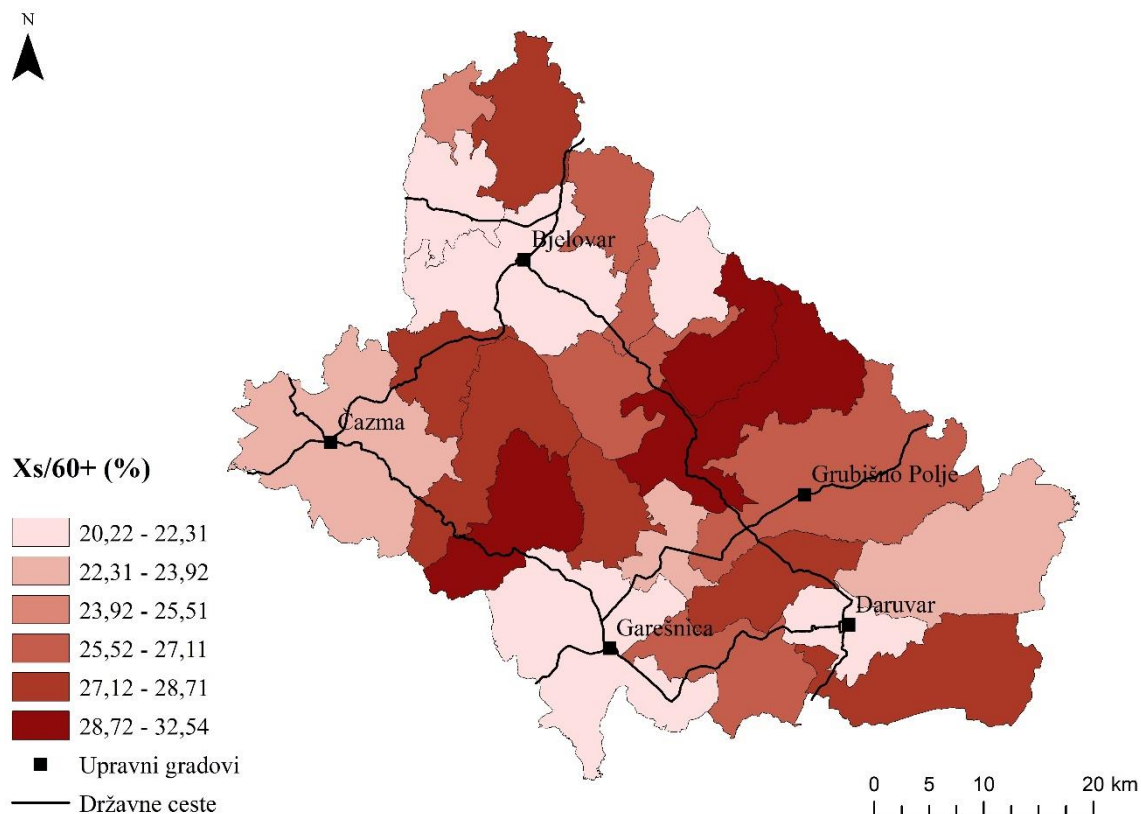 N
Bjelovar
Čazma
Grubišno Polje
Daruvar
Garešnica
Xs/60+ (%)
20,22 - 22,31
22,31 - 23,92
23,92 - 25,51
25,52 - 27,11
27,12 - 28,71
28,72 - 32,54
Upravni gradovi
Državne ceste
0 5 10 20 km